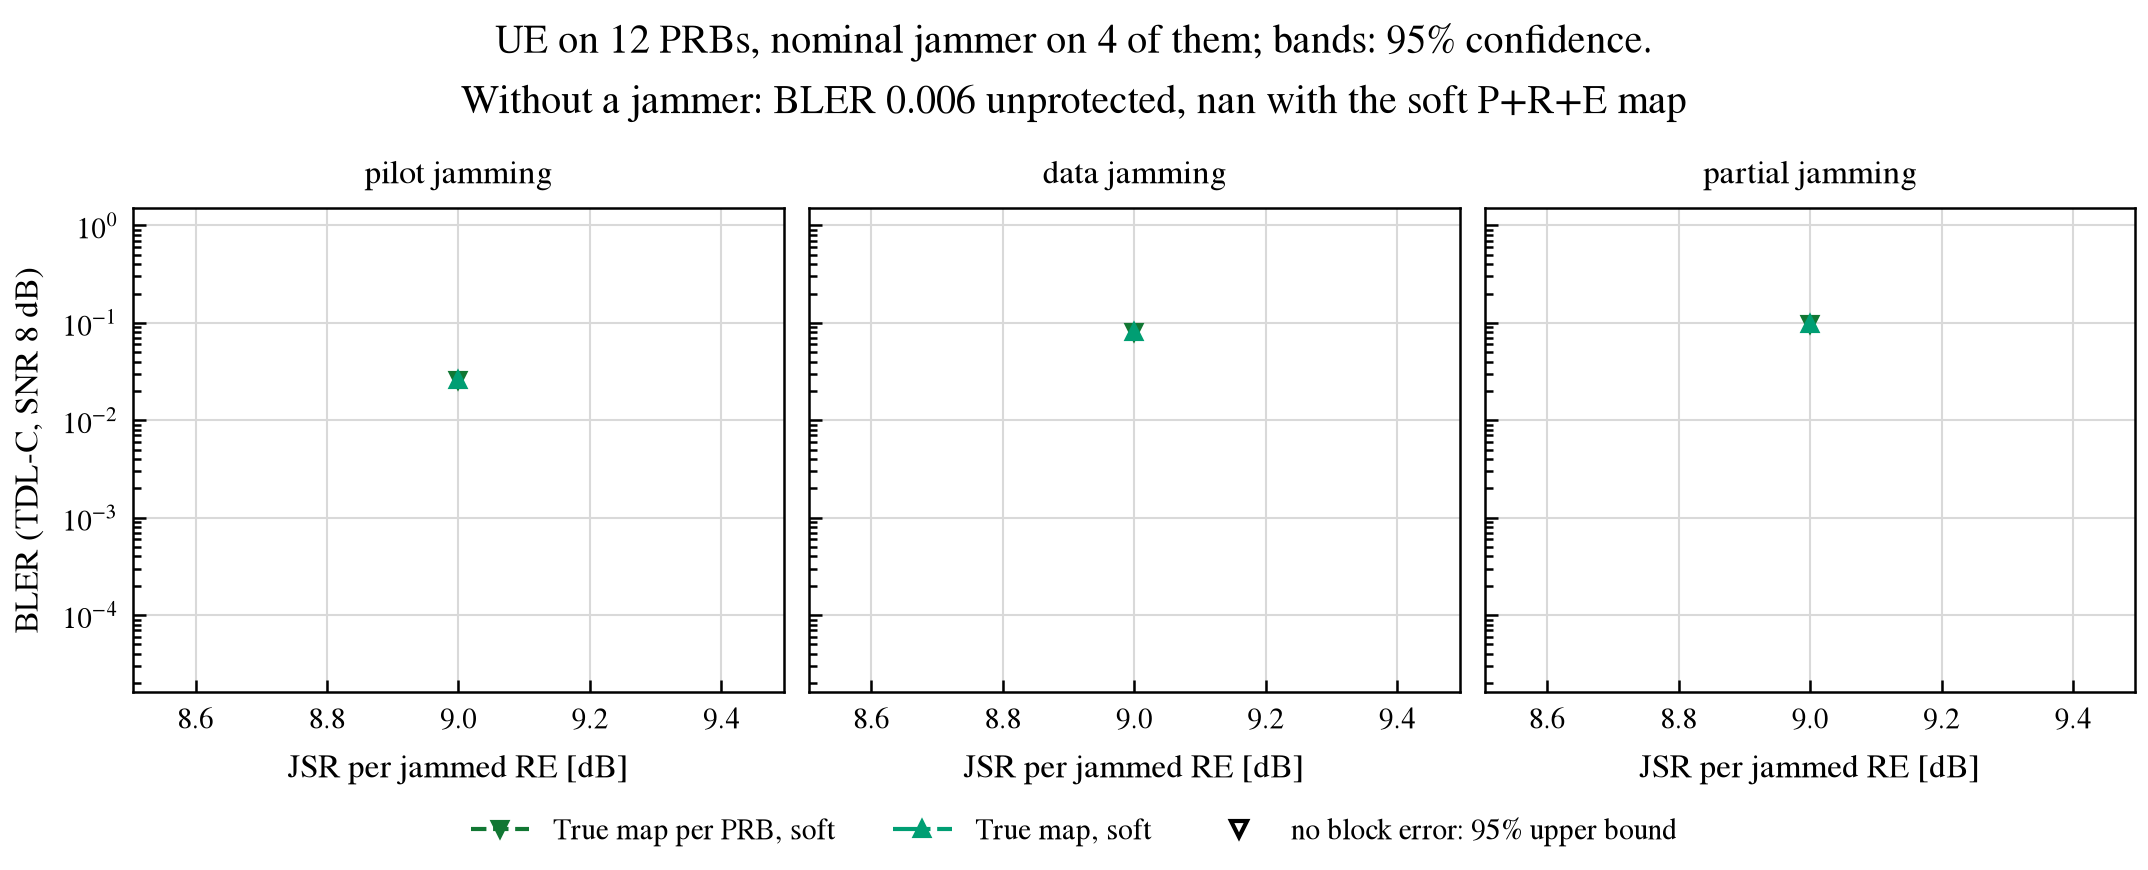 UE on 12 PRBs, nominal jammer on 4 of them; bands: 95% confidence.
Without a jammer: BLER 0.006 unprotected, nan with the soft P+R+E map
pilot jamming
data jamming
partial jamming
BLER (TDL-C, SNR 8 dB)
10⁰
10⁻¹
10⁻²
10⁻³
10⁻⁴
8.6 8.8 9.0 9.2 9.4
8.6 8.8 9.0 9.2 9.4
8.6 8.8 9.0 9.2 9.4
JSR per jammed RE [dB]
JSR per jammed RE [dB]
JSR per jammed RE [dB]
True map per PRB, soft
True map, soft
no block error: 95% upper bound